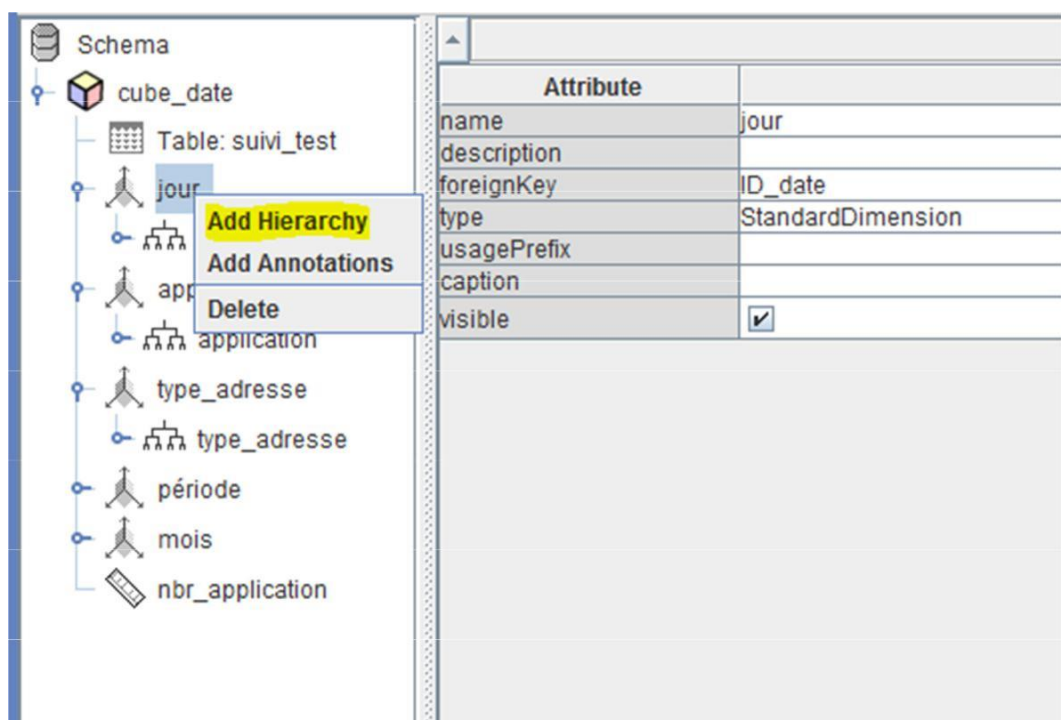 Schema
cube_date
Table: suivi_test
jour
Add Hierarchy
Add Annotations
app
Delete
application
type_adresse
type_adresse
période
mois
nbr_application
Attribute
name jour
description
foreignKey ID_date
type StandardDimension
usagePrefix
caption
visible